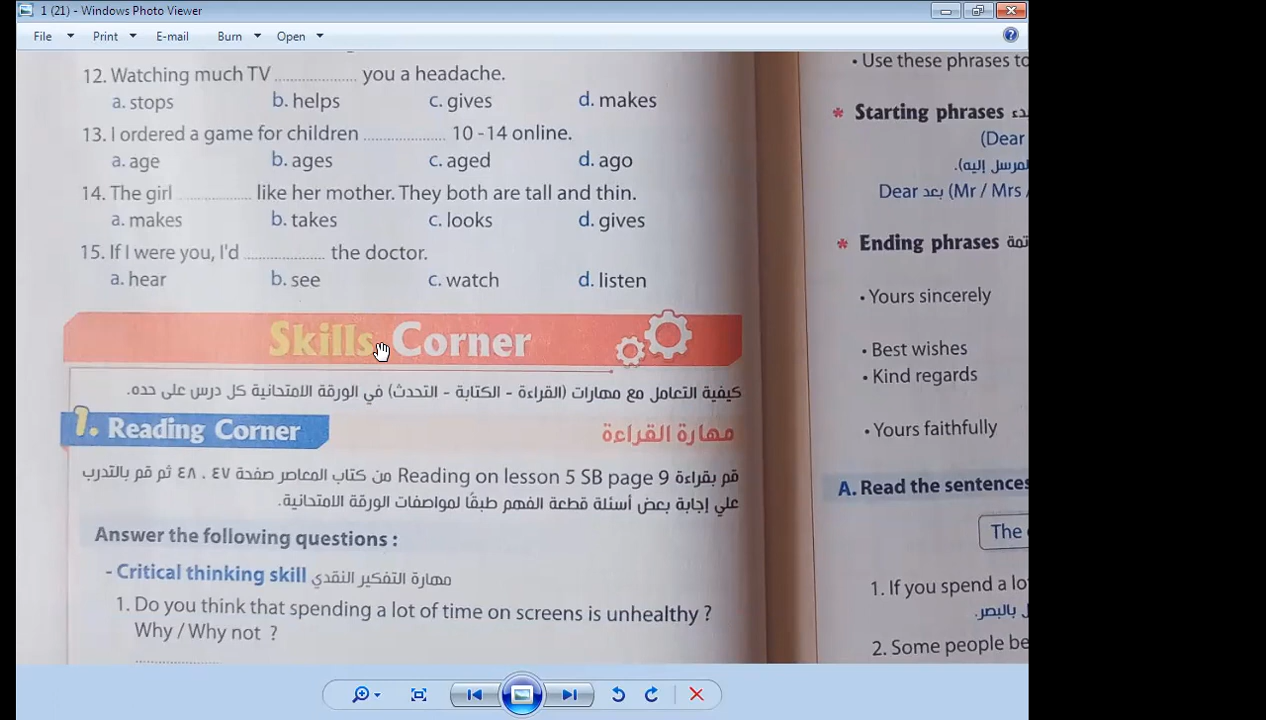 1 (21) - Windows Photo Viewer
File Print E-mail Burn Open
12. Watching much TV .................. you a headache.
a. stops b. helps c. gives d. makes
13. I ordered a game for children .................. 10 -14 online.
a. age b. ages c. aged d. ago
14. The girl .................. like her mother. They both are tall and thin.
a. makes b. takes c. looks d. gives
15. If I were you, I'd .................. the doctor.
a. hear b. see c. watch d. listen
Skills Corner
كيفية التعامل مع مهارات (القراءة - الكتابة - التحدث) في الورقة الامتحانية كل درس على حده.
1. Reading Corner مهارة القراءة
قم بقراءة Reading on lesson 5 SB page 9 من كتاب المعاصر صفحة ٤٧ ، ٤٨ ثم قم بالتدرب
علي إجابة بعض أسئلة قطعة الفهم طبقًا لمواصفات الورقة الامتحانية.
Answer the following questions :
- Critical thinking skill مهارة التفكير النقدي
1. Do you think that spending a lot of time on screens is unhealthy ?
Why / Why not ?
..................
• Use these phrases to
* Starting phrases
(Dear
المرسل إليه).
Dear بعد (Mr / Mrs /
* Ending phrases
• Yours sincerely
• Best wishes
• Kind regards
• Yours faithfully
A. Read the sentences
The
1. If you spend a lo
بالبصر.
2. Some people be